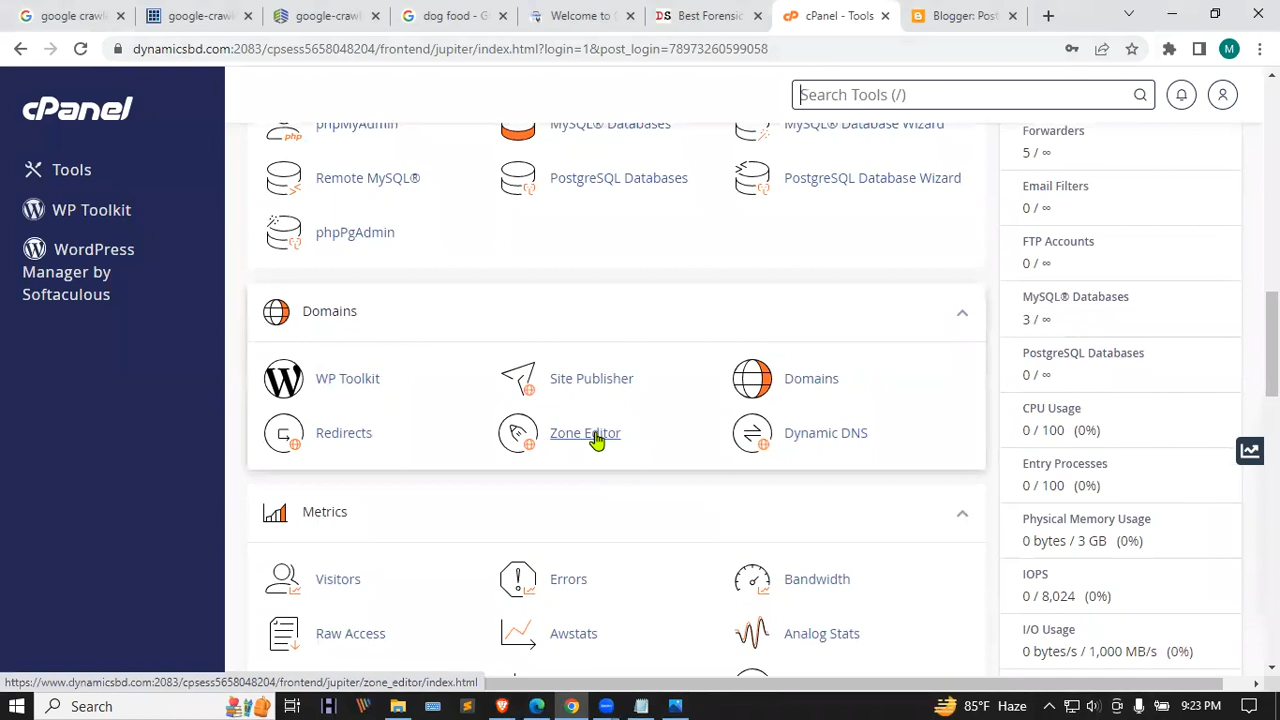 google crawl
google-crawl
google-crawl
dog food - G
Welcome to
DS Best Forensic
cPanel - Tools
Blogger: Post
dynamicsbd.com:2083/cpsess5658048204/frontend/jupiter/index.html?login=1&post_login=78973260599058
M
cPanel
Search Tools (/)
Tools
WP Toolkit
WordPress
Manager by
Softaculous
phpMyAdmin
MySQL® Databases
MySQL® Database Wizard
Remote MySQL®
PostgreSQL Databases
PostgreSQL Database Wizard
phpPgAdmin
Domains
WP Toolkit
Site Publisher
Domains
Redirects
Zone Editor
Dynamic DNS
Metrics
Visitors
Errors
Bandwidth
Raw Access
Awstats
Analog Stats
Forwarders
5 / ∞
Email Filters
0 / ∞
FTP Accounts
0 / ∞
MySQL® Databases
3 / ∞
PostgreSQL Databases
0 / ∞
CPU Usage
0 / 100 (0%)
Entry Processes
0 / 100 (0%)
Physical Memory Usage
0 bytes / 3 GB (0%)
IOPS
0 / 8,024 (0%)
I/O Usage
0 bytes/s / 1,000 MB/s (0%)
https://www.dynamicsbd.com:2083/cpsess5658048204/frontend/jupiter/zone_editor/index.html
Search
85°F Haze
9:23 PM